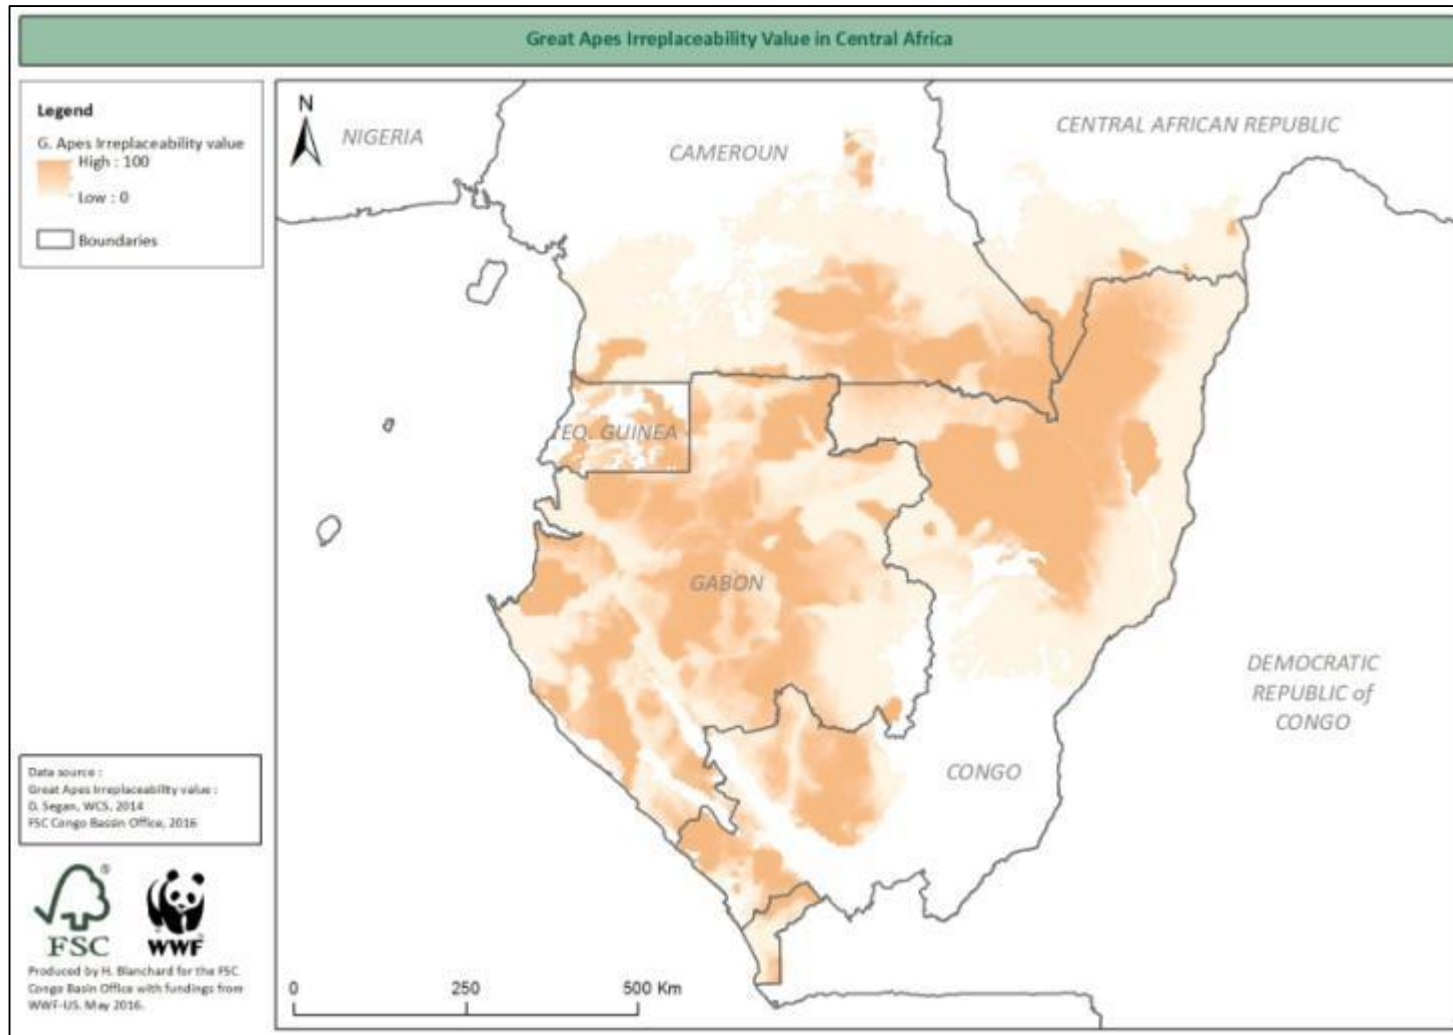 Great Apes Irreplaceability Value in Central Africa
Legend
G. Apes Irreplaceability value
High : 100
Low : 0
Boundaries
N
NIGERIA
CAMEROUN
CENTRAL AFRICAN REPUBLIC
EQ. GUINEA
GABON
CONGO
DEMOCRATIC
REPUBLIC of
CONGO
Data source :
Great Apes Irreplaceability value :
D. Segan, WCS, 2014
FSC Congo Bassin Office, 2016
®
FSC
WWF
®
Produced by H. Blanchard for the FSC
Congo Basin Office with fundings from
WWF-US. May 2016.
0
250
500 Km